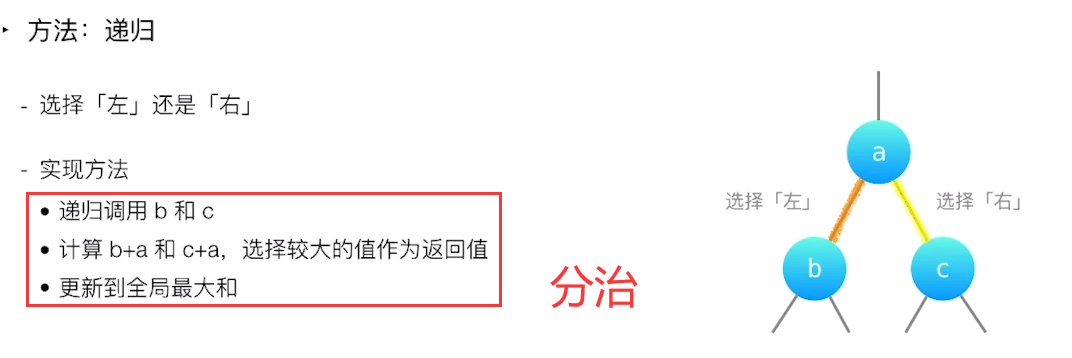 方法：递归
- 选择「左」还是「右」
- 实现方法
• 递归调用 b 和 c
• 计算 b+a 和 c+a，选择较大的值作为返回值
• 更新到全局最大和
分治
a
选择「左」
选择「右」
b
c